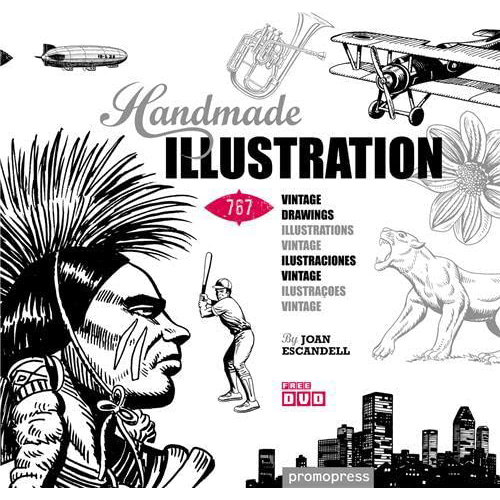 Handmade
ILLUSTRATION
767
VINTAGE
DRAWINGS
ILLUSTRATIONS
VINTAGE
ILUSTRACIONES
VINTAGE
ILUSTRAÇOES
VINTAGE
By JOAN
ESCANDELL
FREE
DVD
promopress